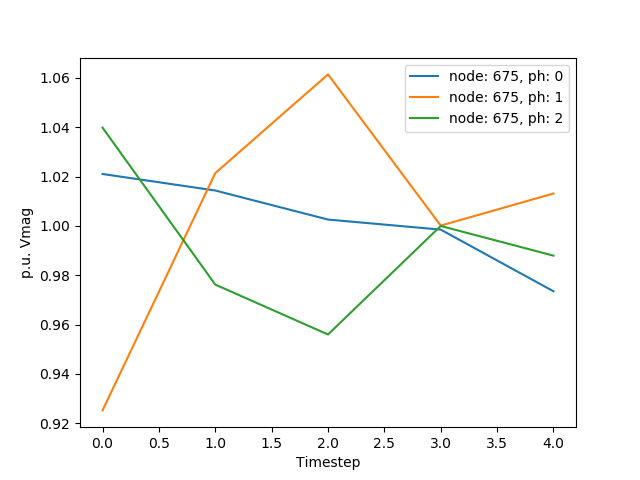 node: 675, ph: 0
node: 675, ph: 1
node: 675, ph: 2
p.u. Vmag
1.06
1.04
1.02
1.00
0.98
0.96
0.94
0.92
0.0 0.5 1.0 1.5 2.0 2.5 3.0 3.5 4.0
Timestep